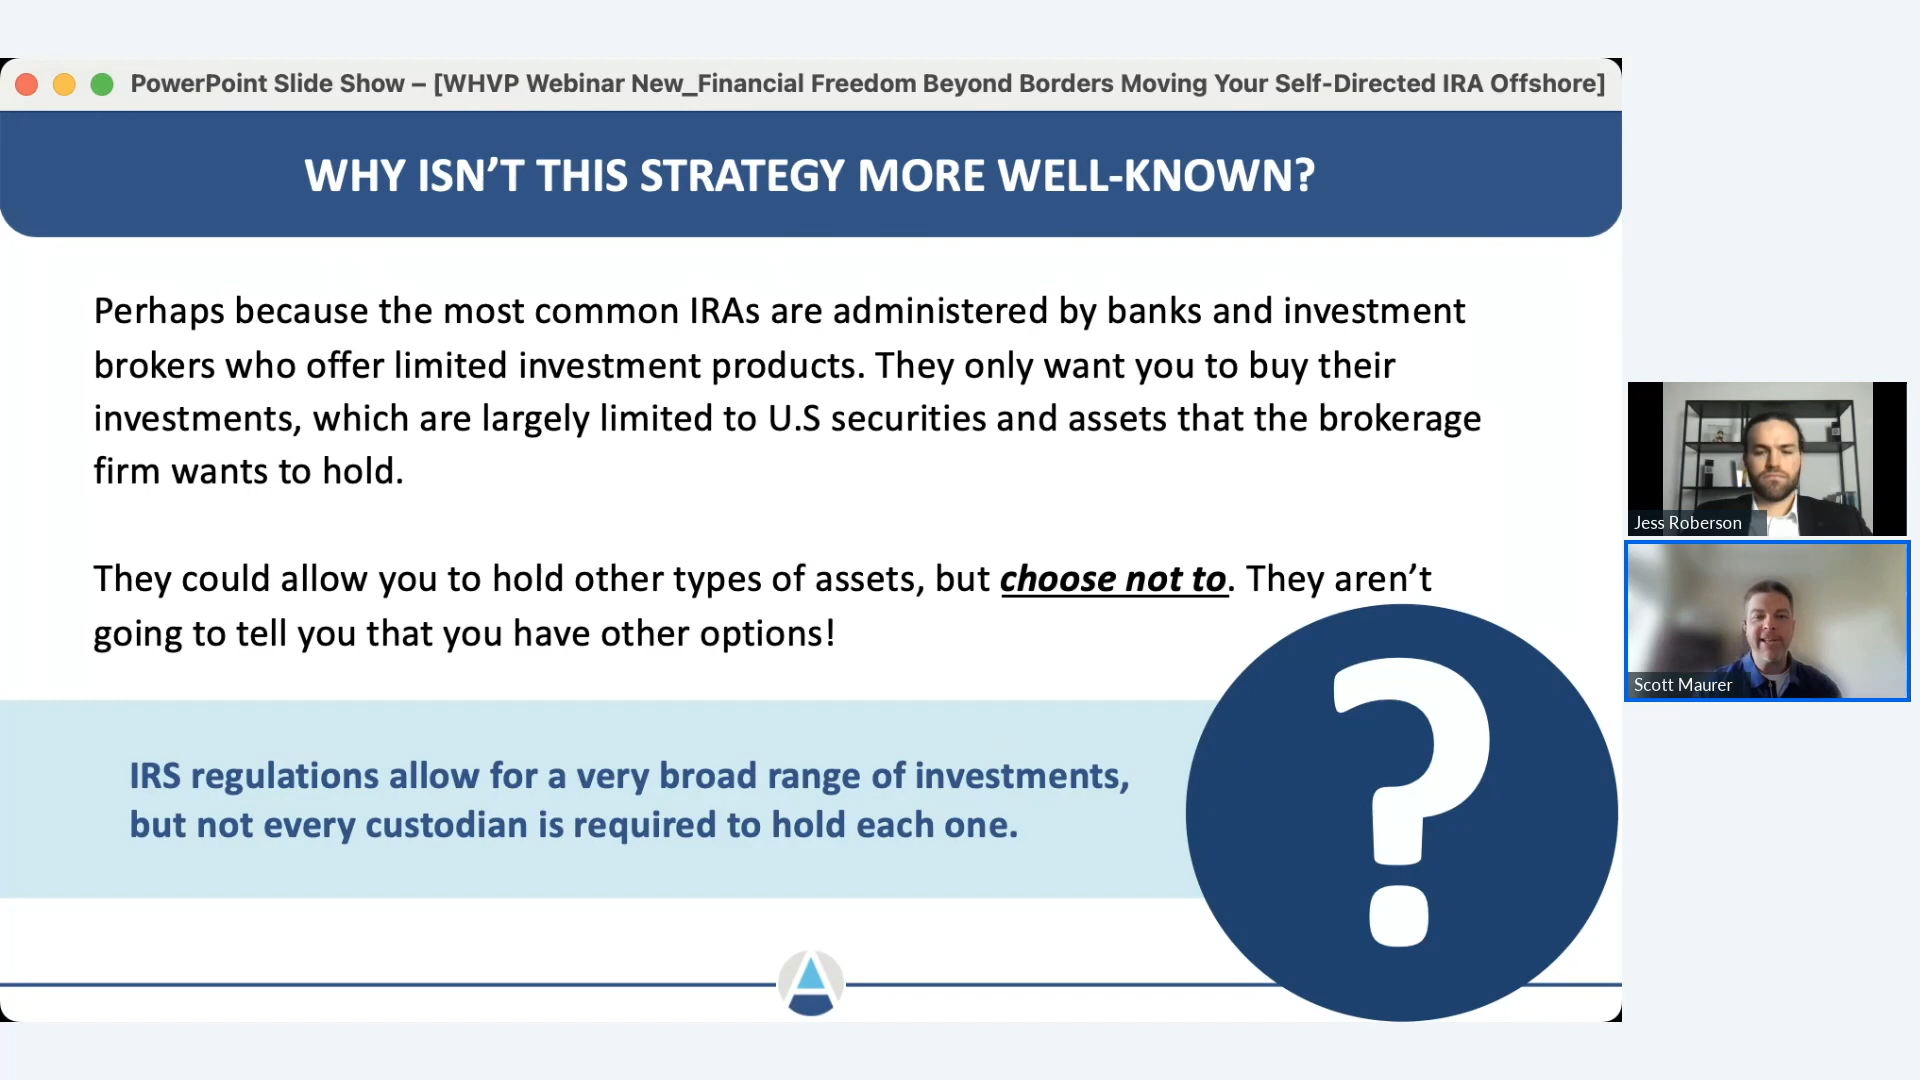 PowerPoint Slide Show – [WHVP Webinar New_Financial Freedom Beyond Borders Moving Your Self-Directed IRA Offshore]
WHY ISN’T THIS STRATEGY MORE WELL-KNOWN?
Perhaps because the most common IRAs are administered by banks and investment
brokers who offer limited investment products. They only want you to buy their
investments, which are largely limited to U.S securities and assets that the brokerage
firm wants to hold.
They could allow you to hold other types of assets, but choose not to. They aren’t
going to tell you that you have other options!
IRS regulations allow for a very broad range of investments,
but not every custodian is required to hold each one.
?
Jess Roberson
Scott Maurer